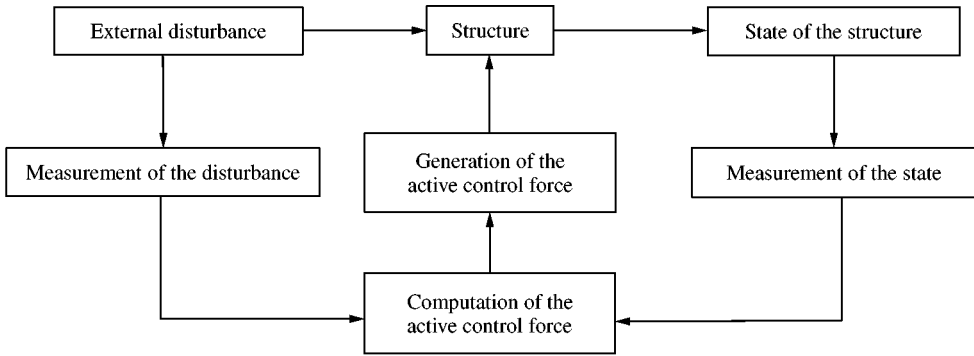 External disturbance
Structure
State of the structure
Measurement of the disturbance
Generation of the
active control force
Measurement of the state
Computation of the
active control force